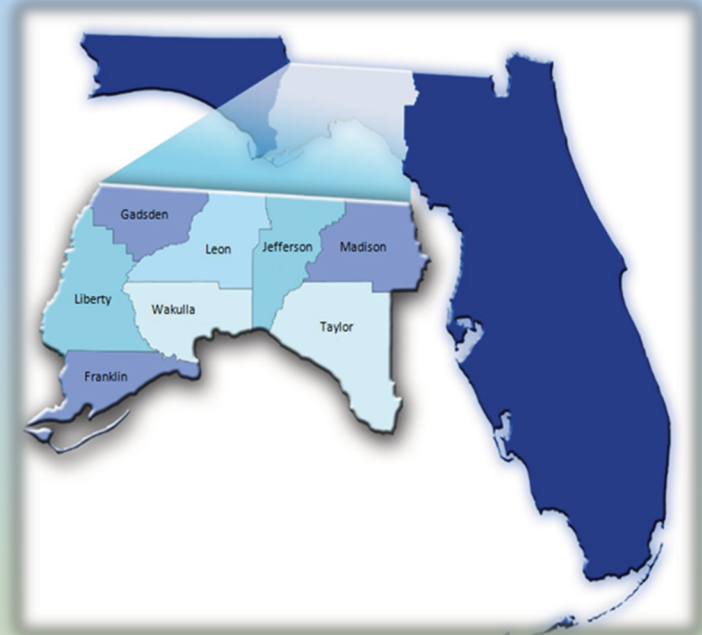 Gadsden
Leon
Jefferson
Madison
Liberty
Wakulla
Taylor
Franklin